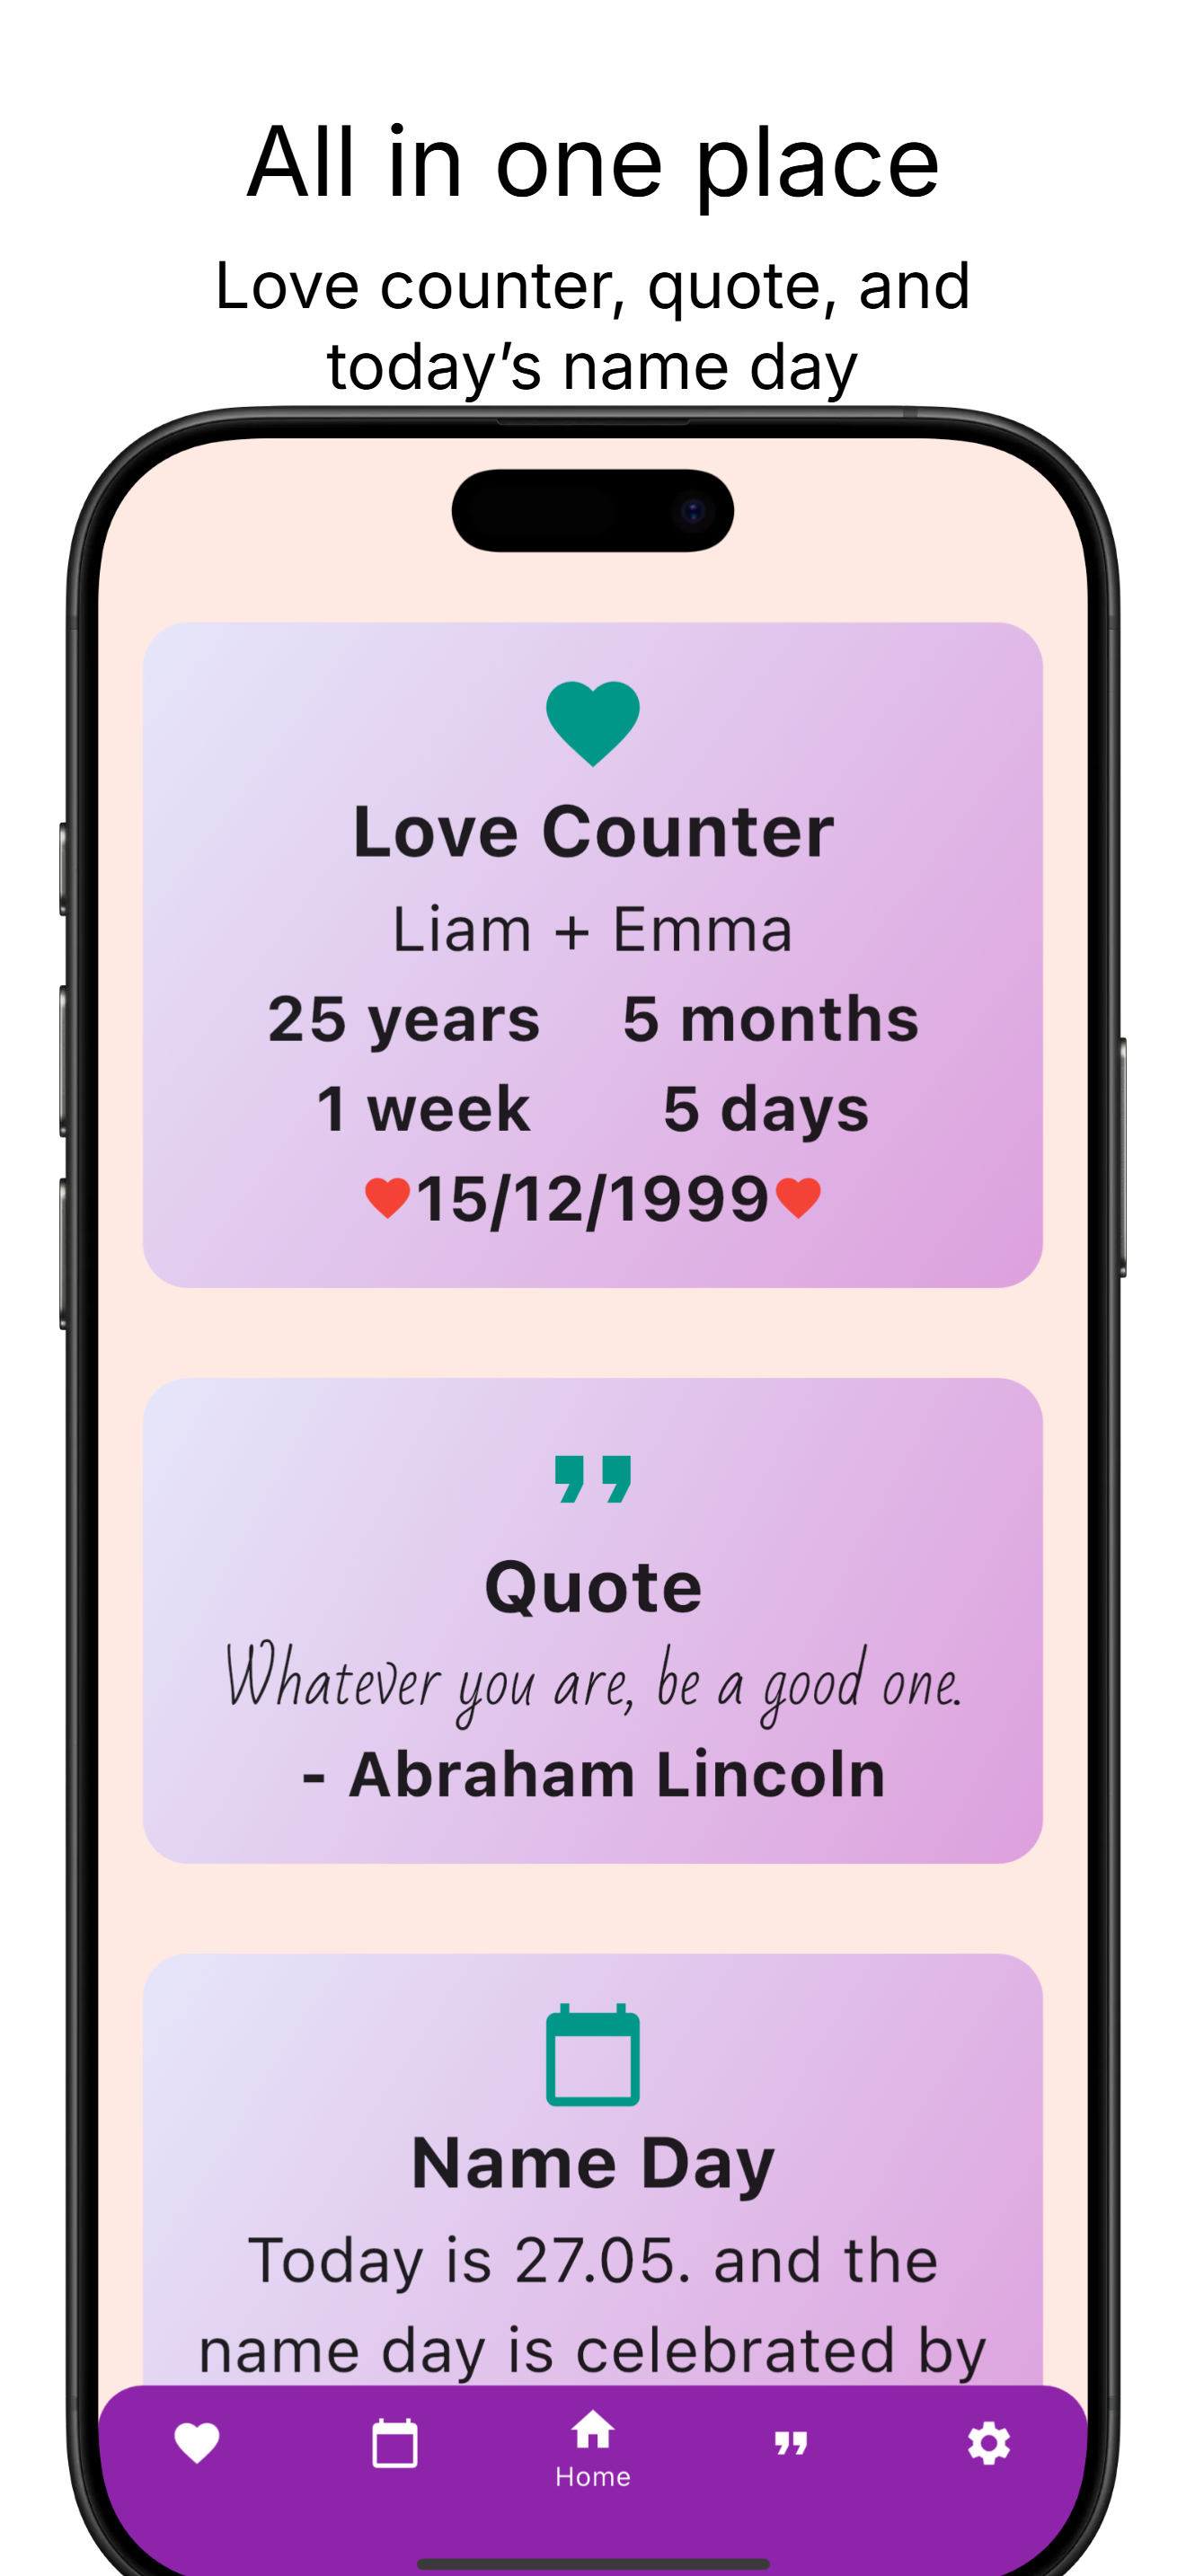 All in one place
Love counter, quote, and
today’s name day
Love Counter
Liam + Emma
25 years 5 months
1 week 5 days
15/12/1999
Quote
Whatever you are, be a good one.
- Abraham Lincoln
Name Day
Today is 27.05. and the
name day is celebrated by
Home